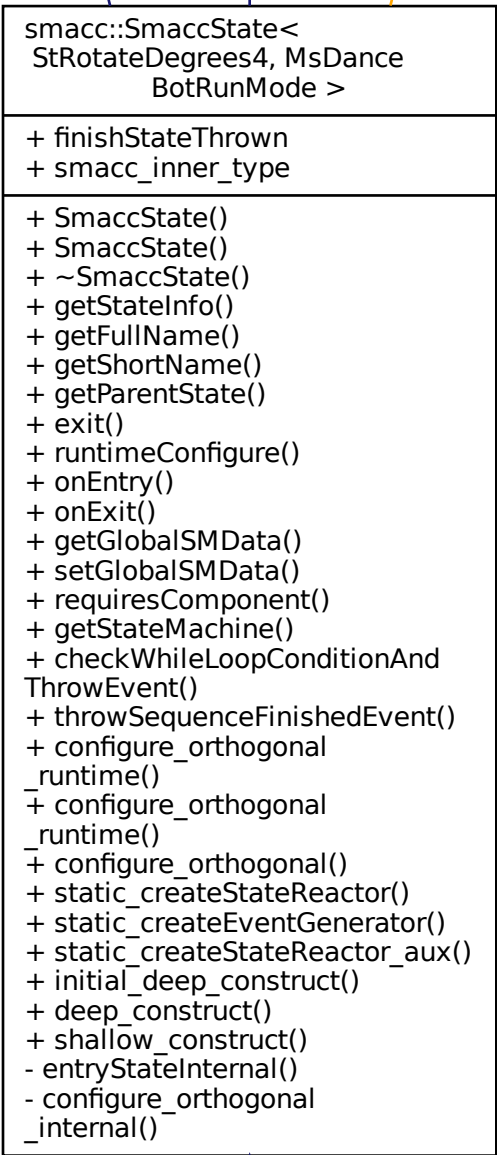 smacc::SmaccState<
StRotateDegrees4, MsDance
BotRunMode >
+ finishStateThrown
+ smacc_inner_type
+ SmaccState()
+ SmaccState()
+ ~SmaccState()
+ getStateInfo()
+ getFullName()
+ getShortName()
+ getParentState()
+ exit()
+ runtimeConfigure()
+ onEntry()
+ onExit()
+ getGlobalSMData()
+ setGlobalSMData()
+ requiresComponent()
+ getStateMachine()
+ checkWhileLoopConditionAnd
ThrowEvent()
+ throwSequenceFinishedEvent()
+ configure_orthogonal
_runtime()
+ configure_orthogonal
_runtime()
+ configure_orthogonal()
+ static_createStateReactor()
+ static_createEventGenerator()
+ static_createStateReactor_aux()
+ initial_deep_construct()
+ deep_construct()
+ shallow_construct()
- entryStateInternal()
- configure_orthogonal
_internal()